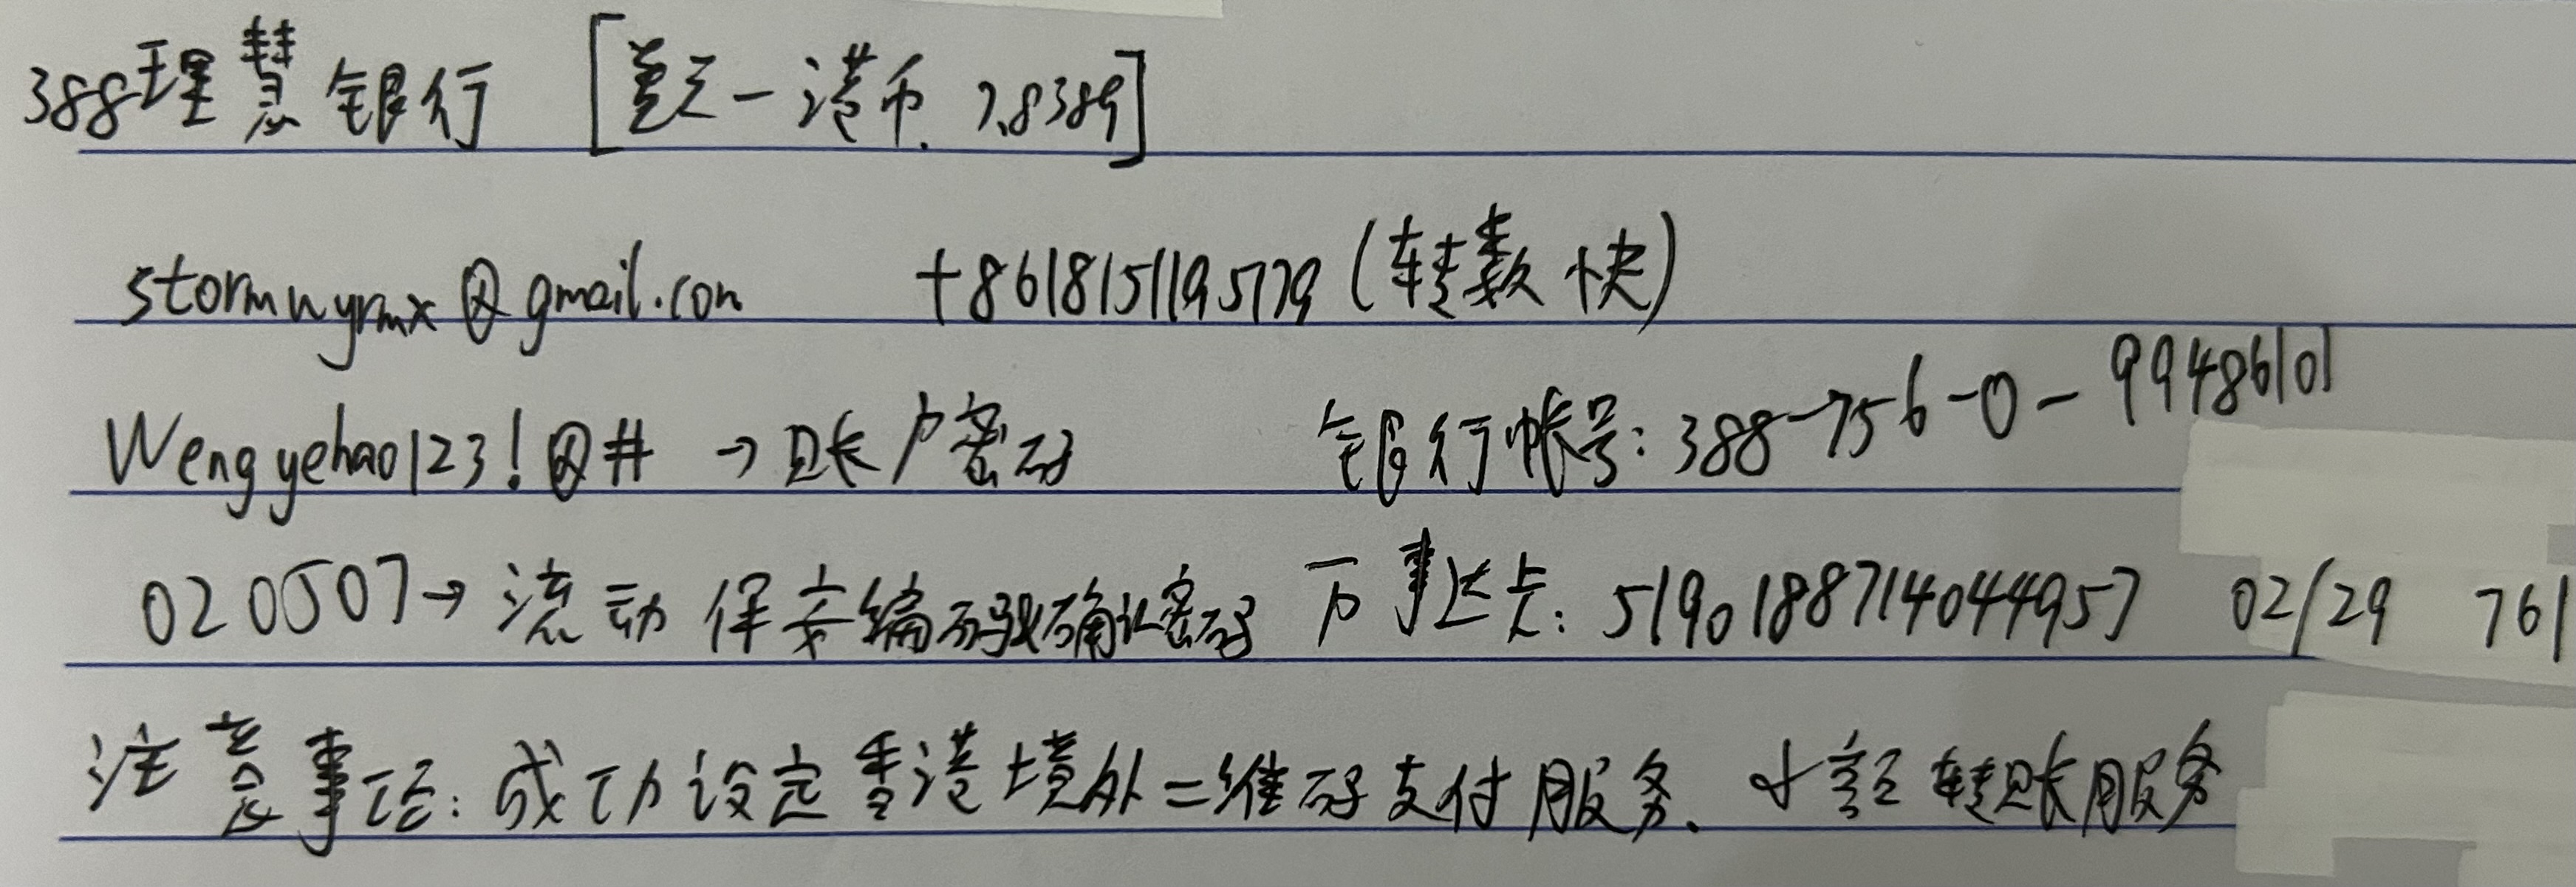 388理慧银行 [美元-港币. 7.8389]
stormwyrmx@gmail.com +8618151195779 (转数快)
Wengyehao123!@# → 账户密码 银行帐号: 388-756-0-99486101
020507→流动保安编码或确认密码 万事达卡: 5190188714044957 02/29 761
注意事项: 成功设定香港境外二维码支付服务、小额转账服务